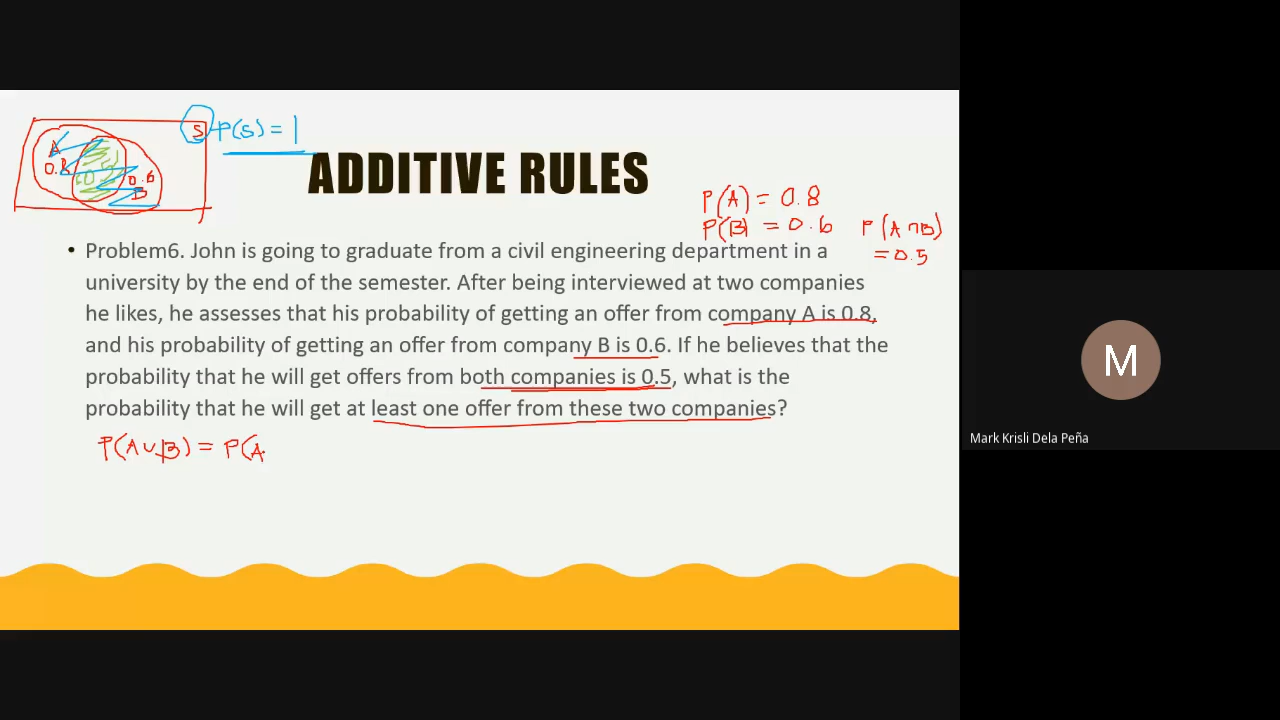 S P(S) = 1
A
0.8
0.5
0.6
B
ADDITIVE RULES
P(A) = 0.8
P(B) = 0.6 P(A∩B)
= 0.5
• Problem6. John is going to graduate from a civil engineering department in a
university by the end of the semester. After being interviewed at two companies
he likes, he assesses that his probability of getting an offer from company A is 0.8,
and his probability of getting an offer from company B is 0.6. If he believes that the
probability that he will get offers from both companies is 0.5, what is the
probability that he will get at least one offer from these two companies?
P(A∪B) = P(A
M
Mark Krisli Dela Peña